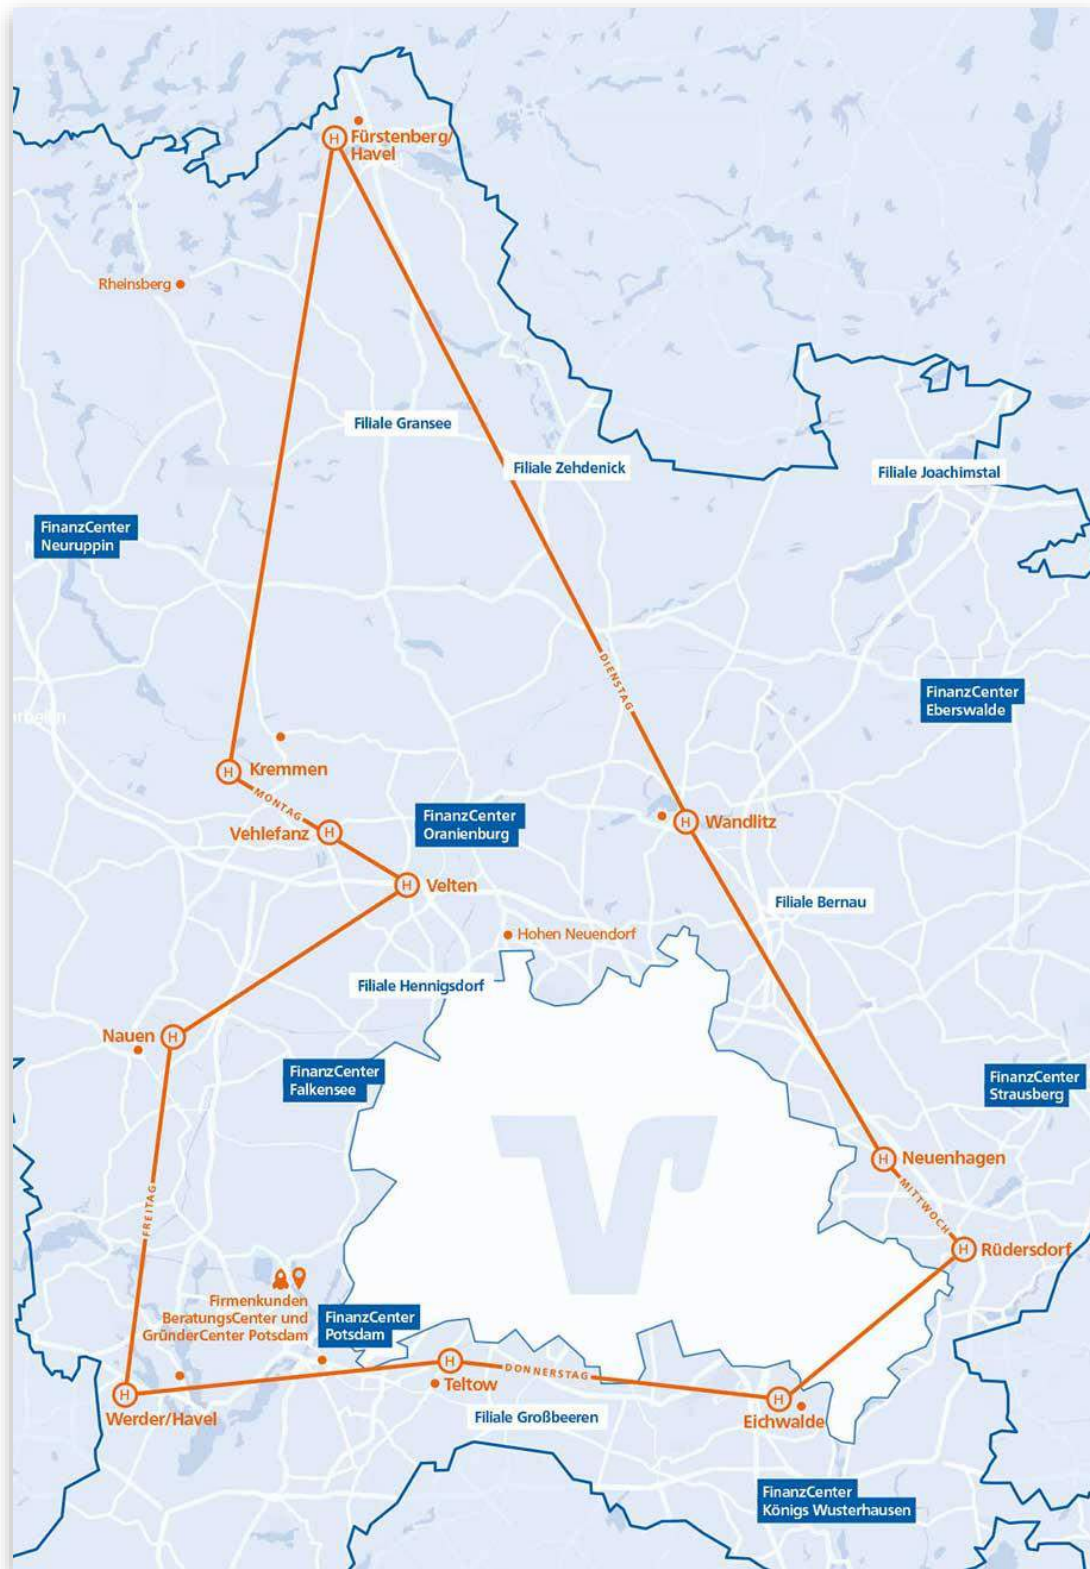 H
Fürstenberg/
Havel
Rheinsberg
Filiale Gransee
Filiale Zehdenick
Filiale Joachimstal
FinanzCenter
Neuruppin
DIENSTAG
FinanzCenter
Eberswalde
H
Kremmen
MONTAG
Vehlefanz
H
FinanzCenter
Oranienburg
H
Wandlitz
H
Velten
Filiale Bernau
Hohen Neuendorf
Filiale Hennigsdorf
Nauen
H
FinanzCenter
Falkensee
FinanzCenter
Strausberg
H
Neuenhagen
MITTWOCH
FREITAG
H
Rüdersdorf
Firmenkunden
BeratungsCenter und
GründerCenter Potsdam
FinanzCenter
Potsdam
H
Teltow
DONNERSTAG
H
Werder/Havel
H
Eichwalde
Filiale Großbeeren
FinanzCenter
Königs Wusterhausen